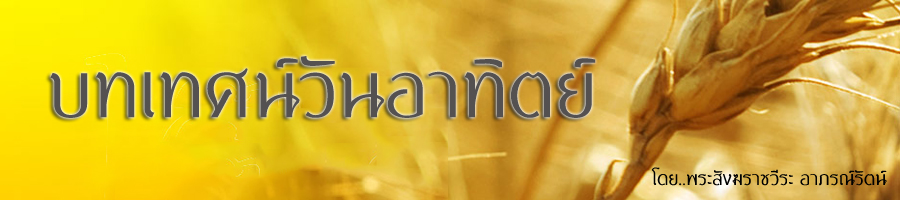 บทเทศน์วันอาทิตย์
โดย..พระสังฆราชวีระ อาภรณ์รัตน์